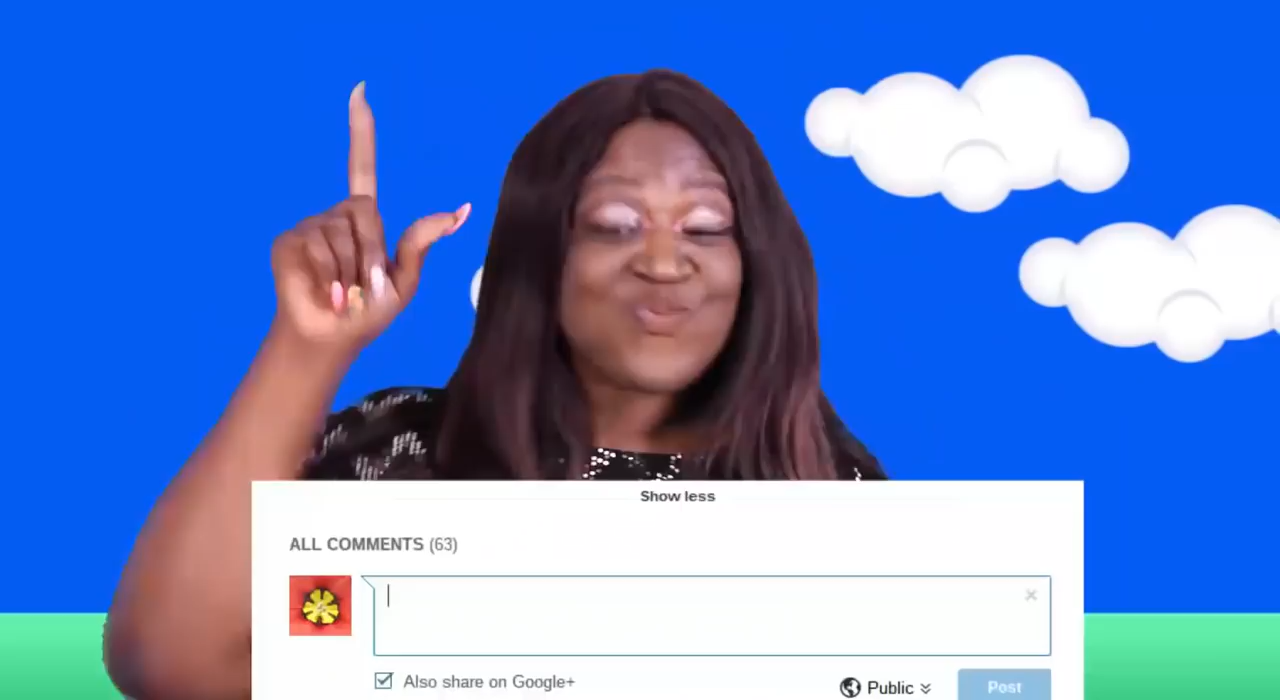 Show less
ALL COMMENTS (63)
Also share on Google+
Public
Post